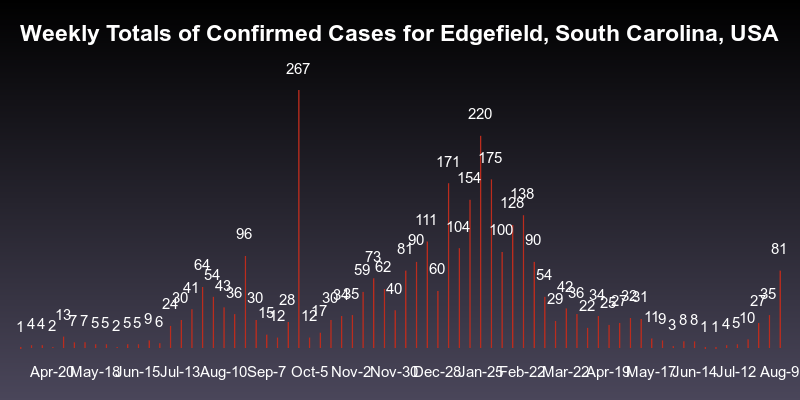 Weekly Totals of Confirmed Cases for Edgefield, South Carolina, USA
1 4 4 2 13 7 7 5 5 2 5 5 9 6 24 30 41 64 54 43 36 96 30 15 12 28 267 12 17 30 34 35 59 73 62 40 81 90 111 60 171 104 154 220 175 100 128 138 90 54 29 42 36 22 34 25 27 32 31 11 9 3 8 8 1 1 4 5 10 27 35 81
Apr-20 May-18 Jun-15 Jul-13 Aug-10 Sep-7 Oct-5 Nov-2 Nov-30 Dec-28 Jan-25 Feb-22 Mar-22 Apr-19 May-17 Jun-14 Jul-12 Aug-9